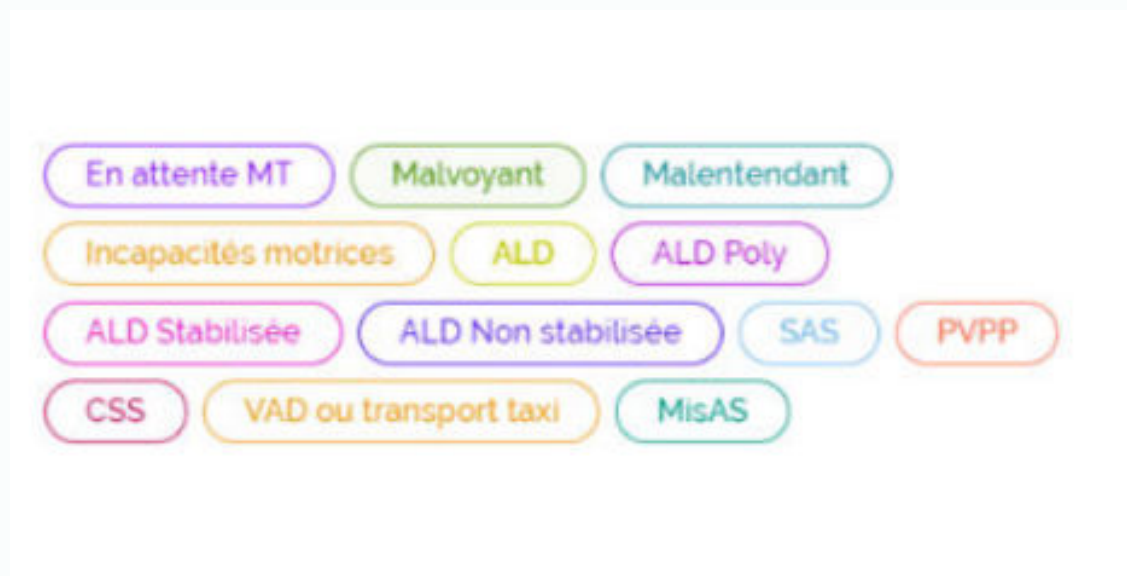 En attente MT Malvoyant Malentendant
Incapacités motrices ALD ALD Poly
ALD Stabilisée ALD Non stabilisée SAS PVPP
CSS VAD ou transport taxi MisAS